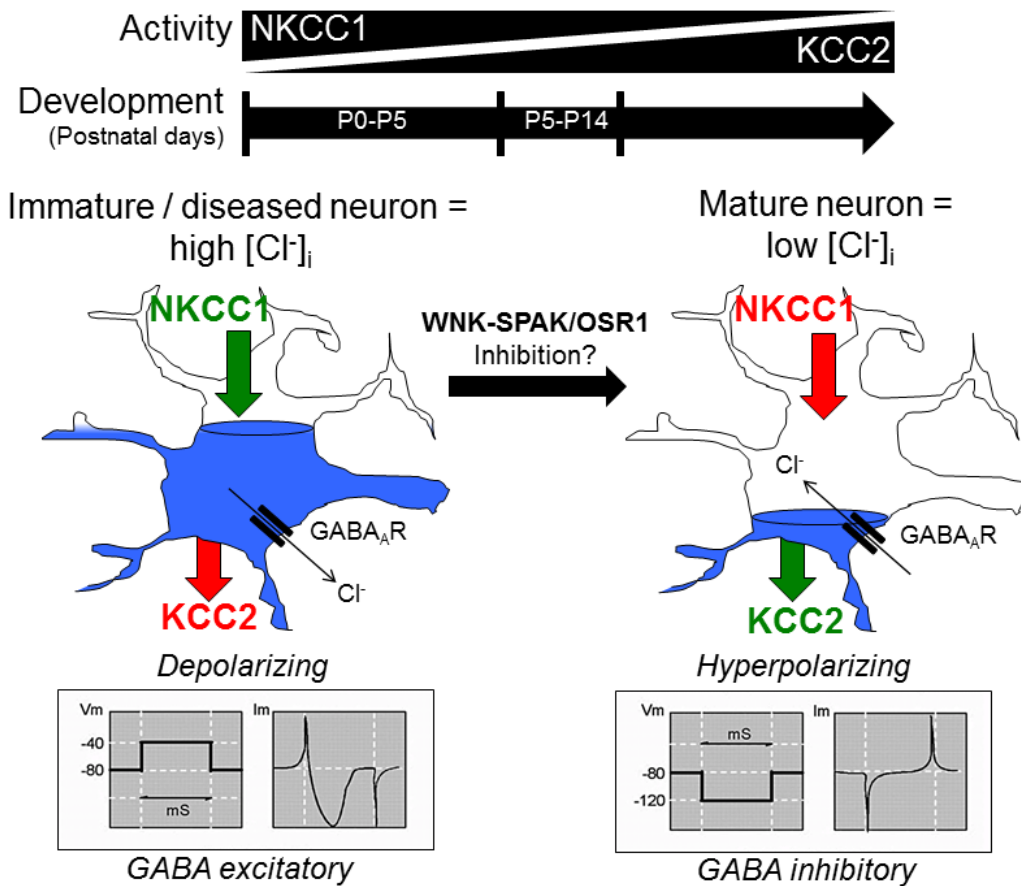 Activity
NKCC1
KCC2
Development
(Postnatal days)
P0-P5
P5-P14
Immature / diseased neuron =
high [Cl⁻]ᵢ
Mature neuron =
low [Cl⁻]ᵢ
NKCC1
WNK-SPAK/OSR1
Inhibition?
NKCC1
GABAAR
Cl⁻
KCC2
Cl⁻
GABAAR
KCC2
Depolarizing
Vm
-40
-80
mS
Im
GABA excitatory
Hyperpolarizing
Vm
mS
-80
-120
Im
GABA inhibitory